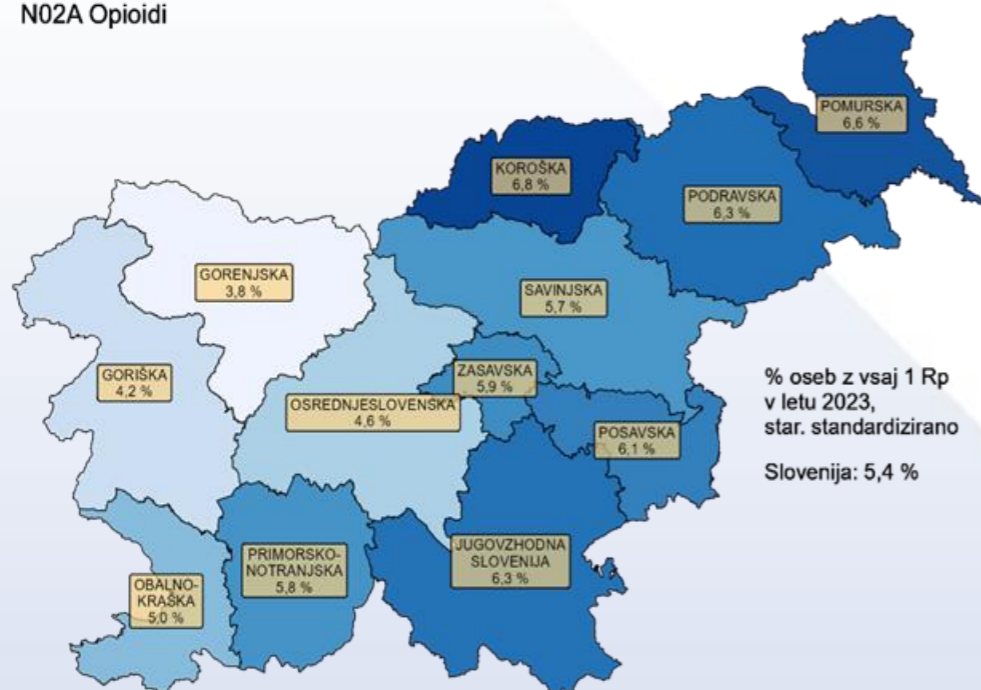 N02A Opioidi
POMURSKA
6,6 %
KOROŠKA
6,8 %
PODRAVSKA
6,3 %
GORENJSKA
3,8 %
SAVINJSKA
5,7 %
GORIŠKA
4,2 %
ZASAVSKA
5,9 %
OSREDNJESLOVENSKA
4,6 %
POSAVSKA
6,1 %
% oseb z vsaj 1 Rp
v letu 2023,
star. standardizirano
Slovenija: 5,4 %
JUGOVZHODNA
SLOVENIJA
6,3 %
PRIMORSKO-
NOTRANJSKA
5,8 %
OBALNO-
KRAŠKA
5,0 %